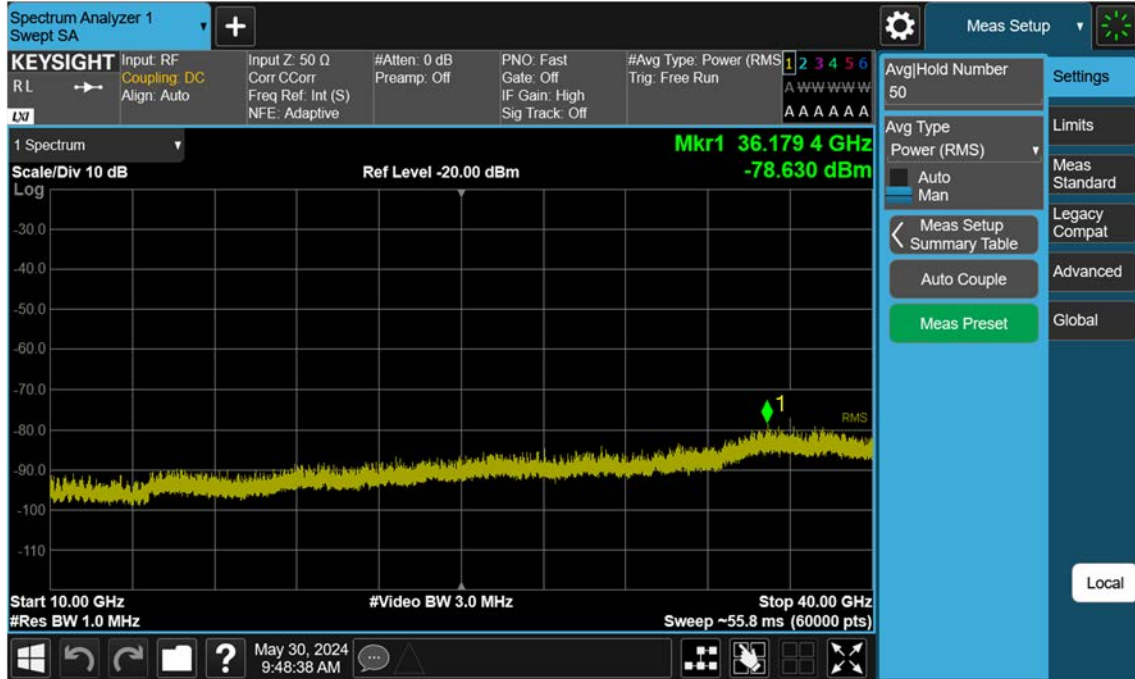 Spectrum Analyzer 1
Swept SA
+
Meas Setup
KEYSIGHT
R L
LXI
Input: RF
Coupling: DC
Align: Auto
Input Z: 50 Ω
Corr CCorr
Freq Ref: Int (S)
NFE: Adaptive
#Atten: 0 dB
Preamp: Off
PNO: Fast
Gate: Off
IF Gain: High
Sig Track: Off
#Avg Type: Power (RMS
Trig: Free Run
1 2 3 4 5 6
A W W W W W
A A A A A A
1 Spectrum
Mkr1 36.179 4 GHz
-78.630 dBm
Scale/Div 10 dB
Ref Level -20.00 dBm
Log
-30.0
-40.0
-50.0
-60.0
-70.0
-80.0
-90.0
-100
-110
1
RMS
Start 10.00 GHz
#Video BW 3.0 MHz
Stop 40.00 GHz
#Res BW 1.0 MHz
Sweep ~55.8 ms (60000 pts)
?
May 30, 2024
9:48:38 AM
Avg|Hold Number
50
Avg Type
Power (RMS)
Auto
Man
Meas Setup
Summary Table
Auto Couple
Meas Preset
Settings
Limits
Meas
Standard
Legacy
Compat
Advanced
Global
Local